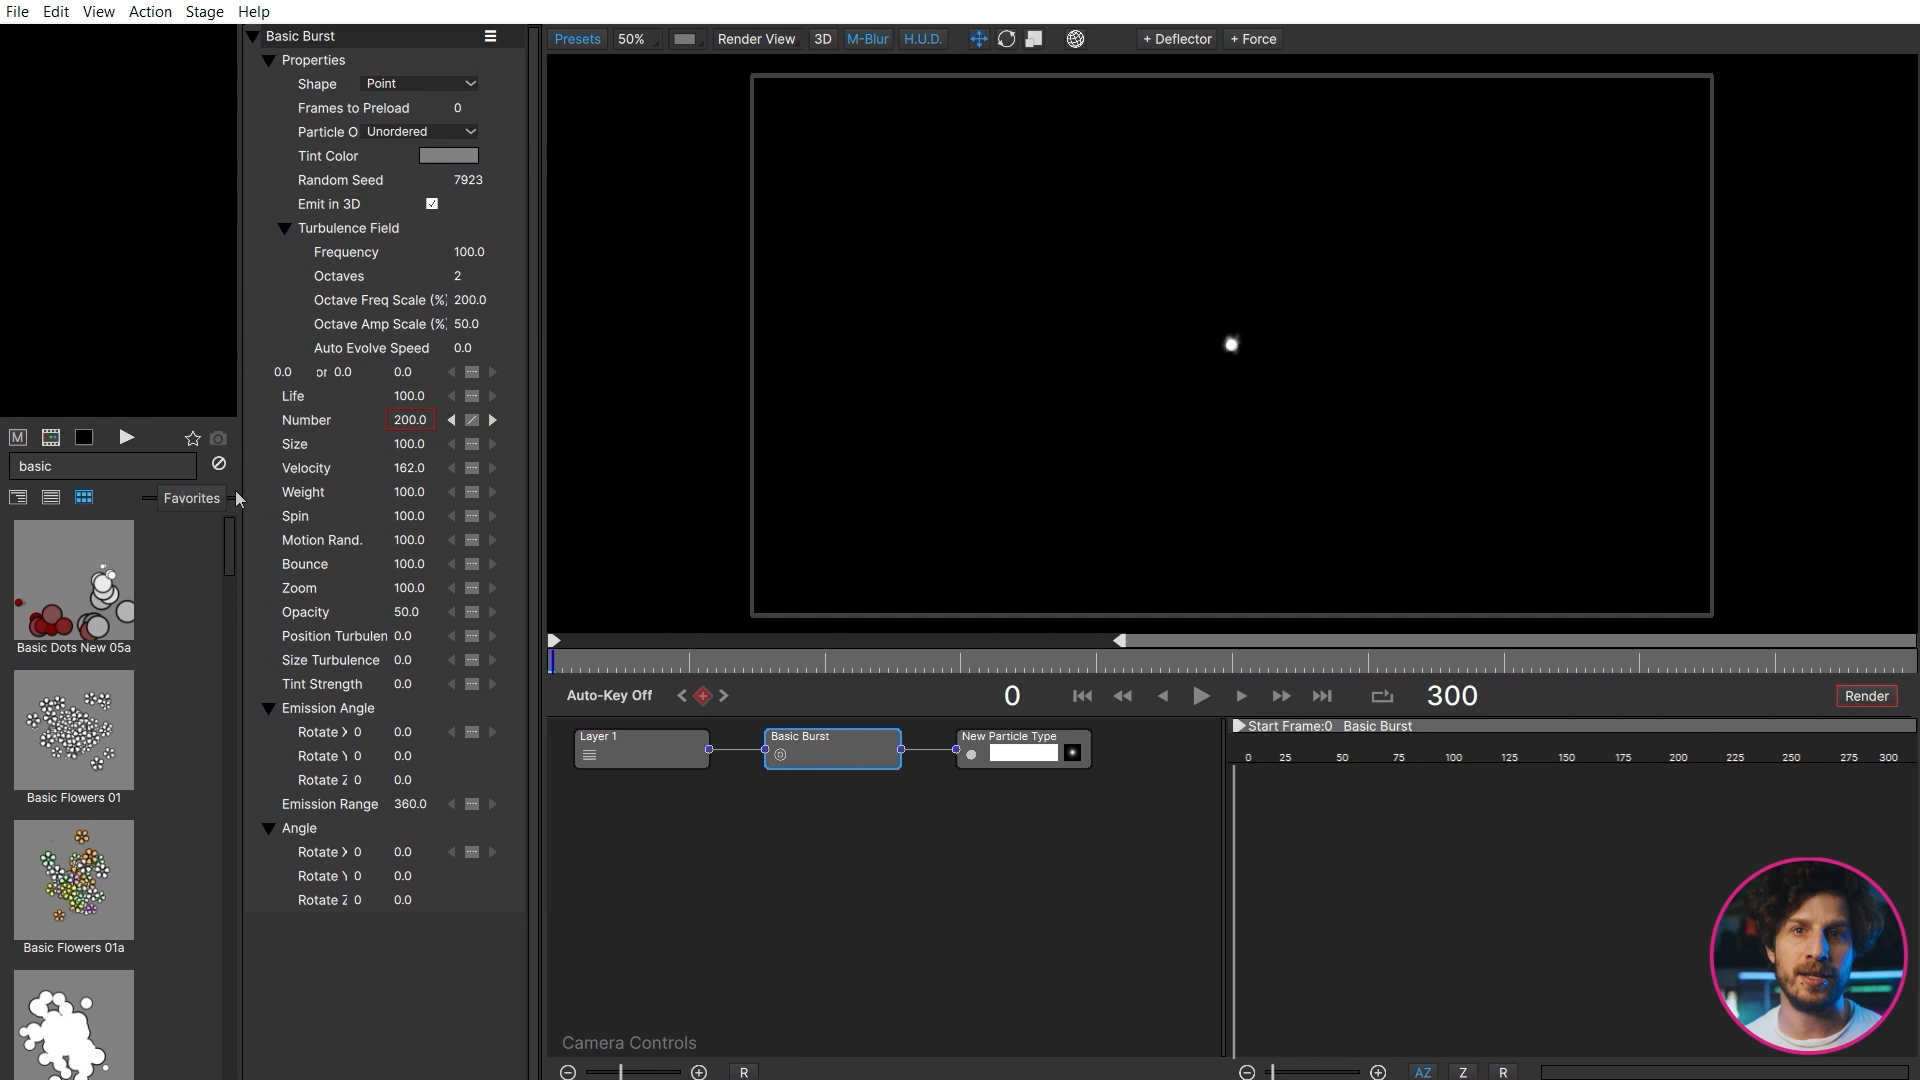 File Edit View Action Stage Help
Basic Burst
Properties
Shape Point
Frames to Preload 0
Particle O Unordered
Tint Color
Random Seed 7923
Emit in 3D
Turbulence Field
Frequency 100.0
Octaves 2
Octave Freq Scale (%) 200.0
Octave Amp Scale (%) 50.0
Auto Evolve Speed 0.0
0.0 or 0.0 0.0
Life 100.0
Number 200.0
Size 100.0
Velocity 162.0
Weight 100.0
Spin 100.0
Motion Rand. 100.0
Bounce 100.0
Zoom 100.0
Opacity 50.0
Position Turbulen 0.0
Size Turbulence 0.0
Tint Strength 0.0
Emission Angle
Rotate X 0 0.0
Rotate Y 0 0.0
Rotate Z 0 0.0
Emission Range 360.0
Angle
Rotate X 0 0.0
Rotate Y 0 0.0
Rotate Z 0 0.0
M
basic
Favorites
Basic Dots New 05a
Basic Flowers 01
Basic Flowers 01a
Presets 50% Render View 3D M-Blur H.U.D. + Deflector + Force
Auto-Key Off 0 300 Render
Layer 1
Basic Burst
New Particle Type
Camera Controls
R
Start Frame:0 Basic Burst
0 25 50 75 100 125 150 175 200 225 250 275 300
AZ Z R